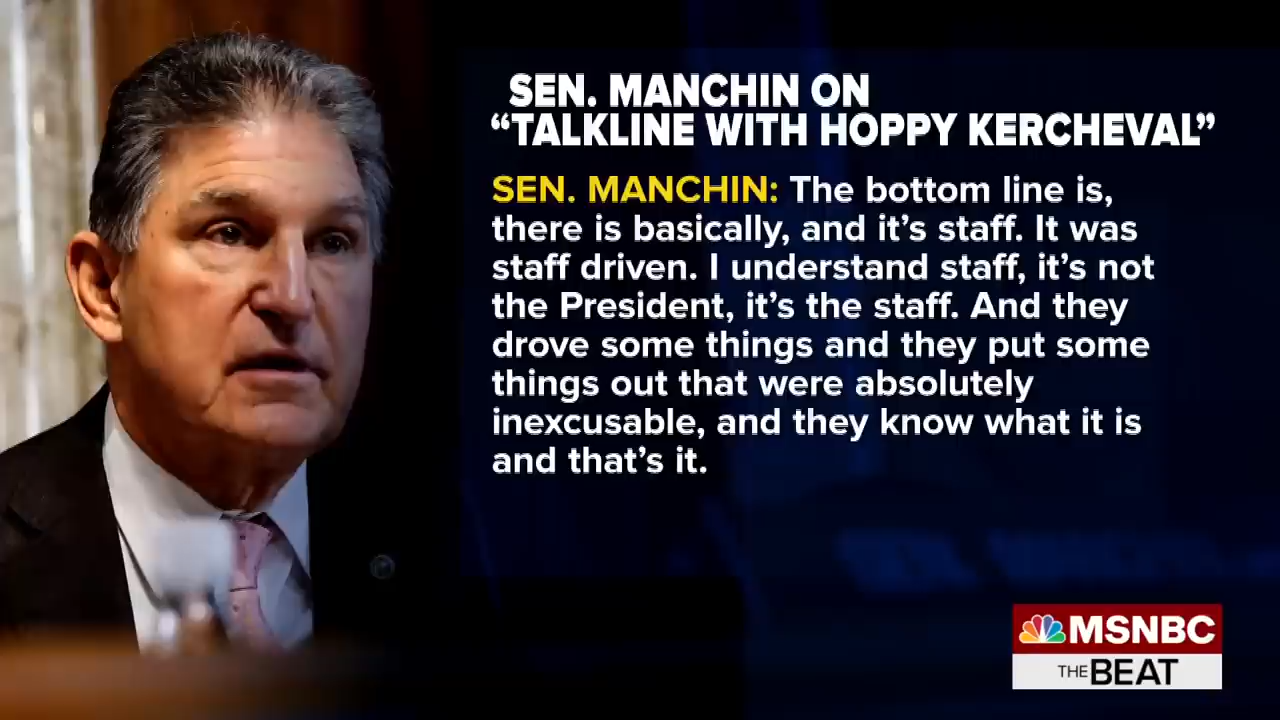 SEN. MANCHIN ON
“TALKLINE WITH HOPPY KERCHEVAL”
SEN. MANCHIN: The bottom line is,
there is basically, and it’s staff. It was
staff driven. I understand staff, it’s not
the President, it’s the staff. And they
drove some things and they put some
things out that were absolutely
inexcusable, and they know what it is
and that’s it.
MSNBC
THE BEAT